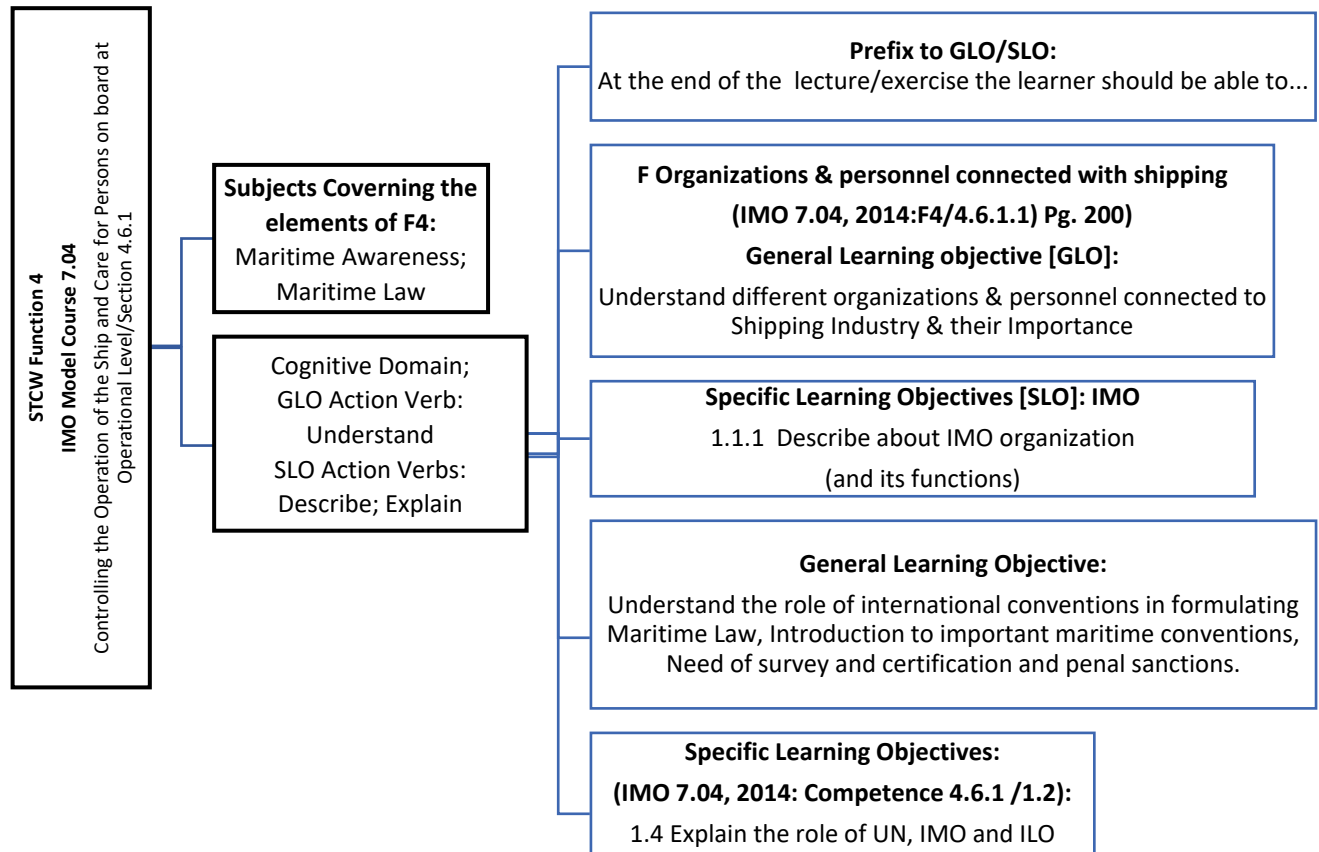 STCW Function 4
IMO Model Course 7.04
Controlling the Operation of the Ship and Care for Persons on board at
Operational Level/Section 4.6.1
Subjects Covering the
elements of F4:
Maritime Awareness;
Maritime Law
Cognitive Domain;
GLO Action Verb:
Understand
SLO Action Verbs:
Describe; Explain
Prefix to GLO/SLO:
At the end of the lecture/exercise the learner should be able to...
F Organizations & personnel connected with shipping
(IMO 7.04, 2014:F4/4.6.1.1) Pg. 200)
General Learning objective [GLO]:
Understand different organizations & personnel connected to
Shipping Industry & their Importance
Specific Learning Objectives [SLO]: IMO
1.1.1 Describe about IMO organization
(and its functions)
General Learning Objective:
Understand the role of international conventions in formulating
Maritime Law, Introduction to important maritime conventions,
Need of survey and certification and penal sanctions.
Specific Learning Objectives:
(IMO 7.04, 2014: Competence 4.6.1 /1.2):
1.4 Explain the role of UN, IMO and ILO